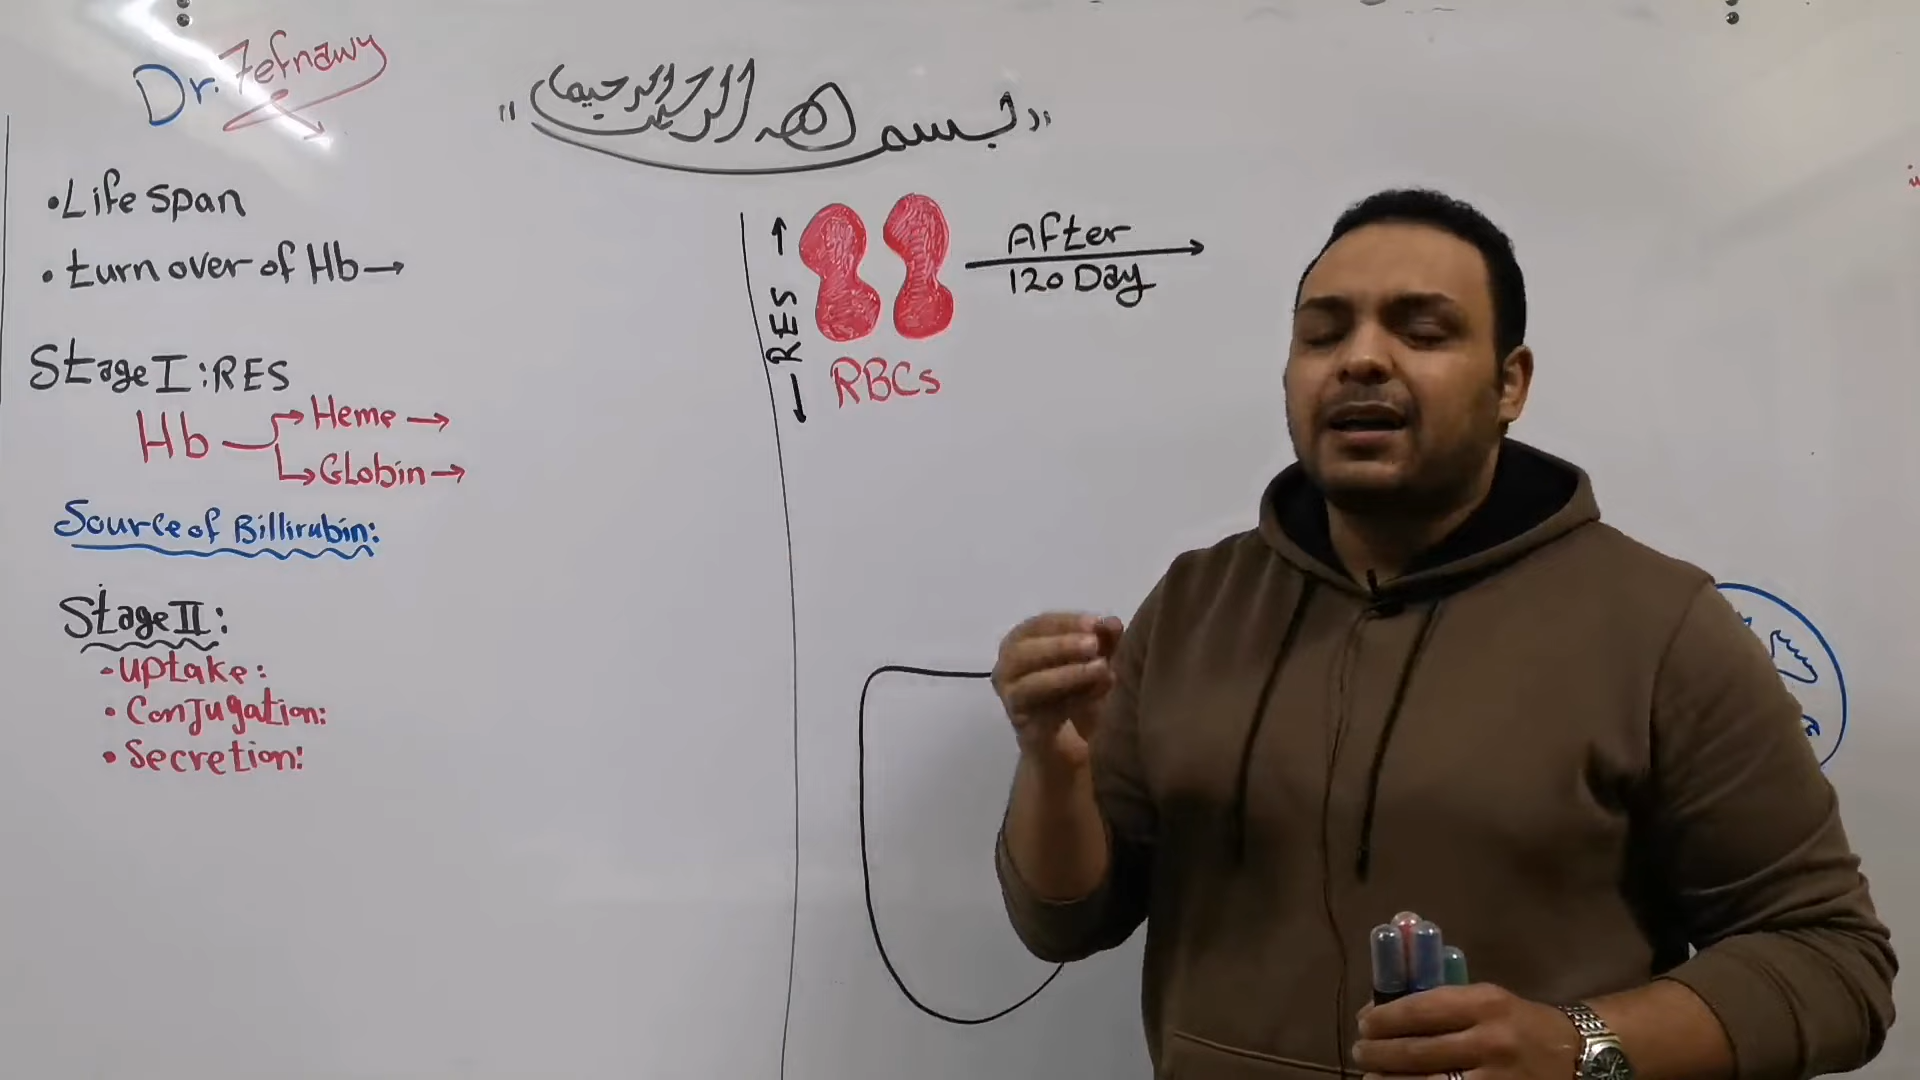 Dr. Zefnawy
"بسم الله الرحمن الرحيم"
• Life span
• turn over of Hb →
Stage I : RES
Hb → Heme →
→ Globin →
Source of Billirubin:
Stage II :
- uptake :
• Conjugation:
• Secretion:
← RES →
RBCs
After
120 Day